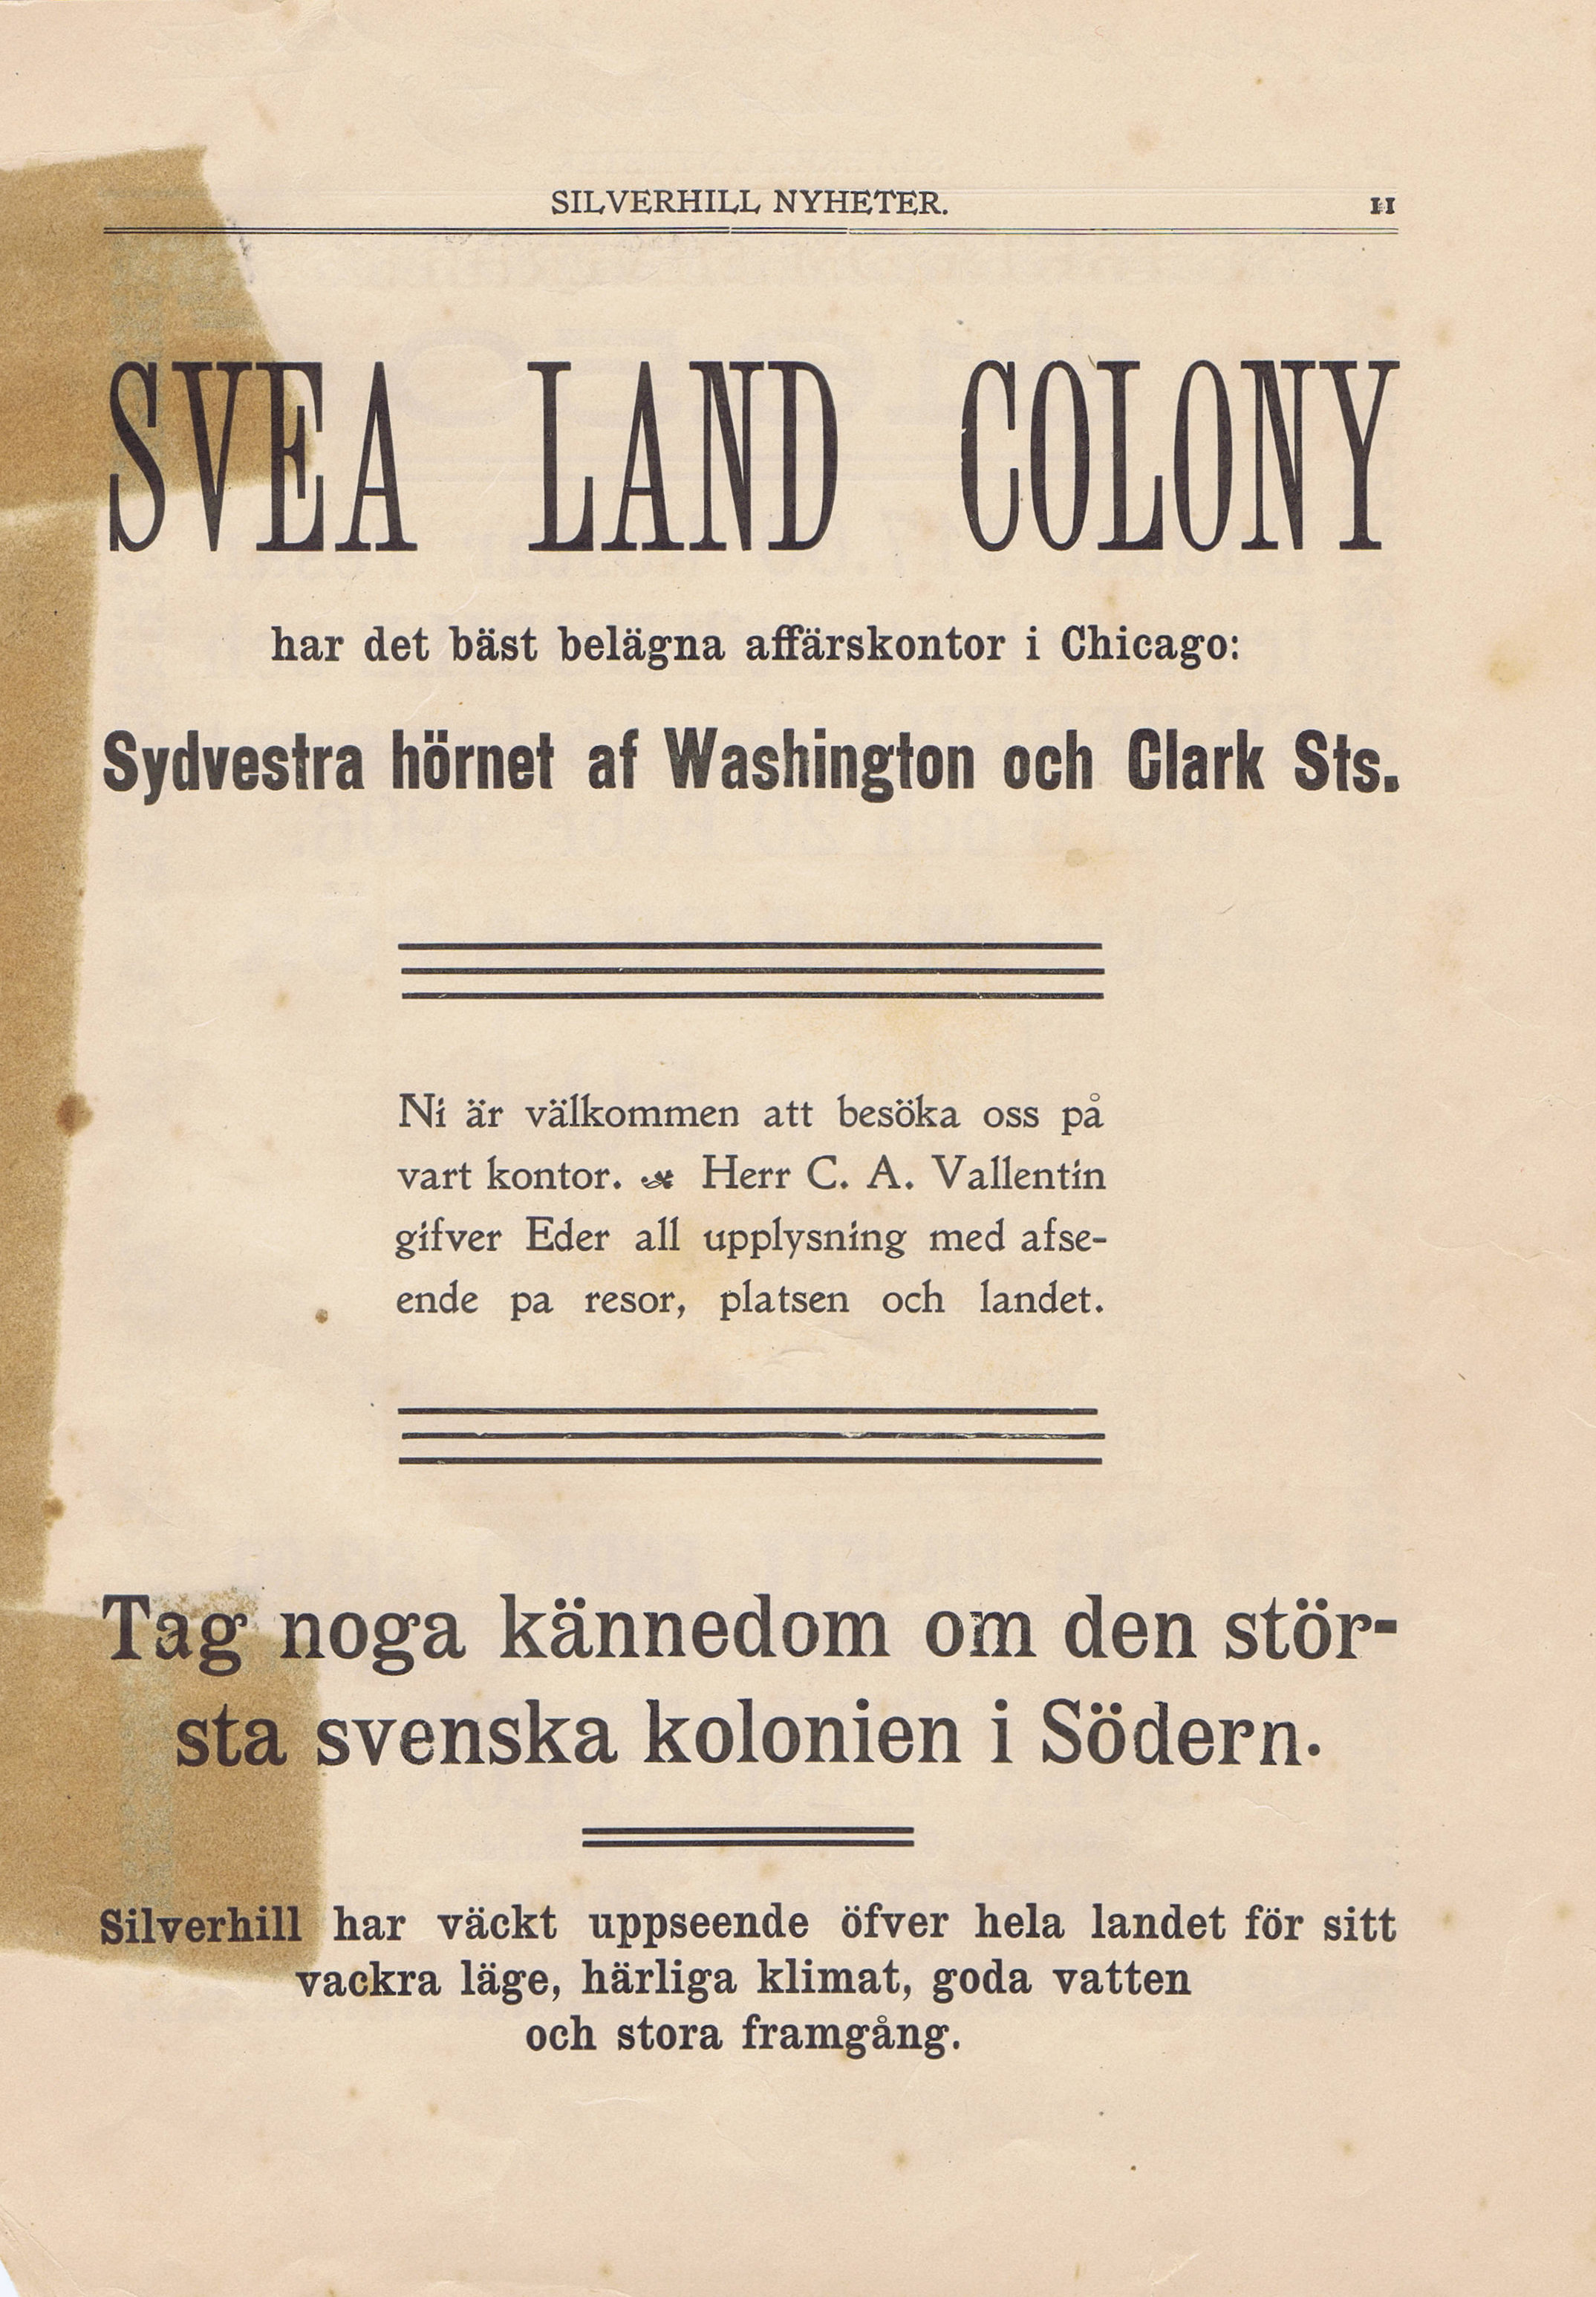 SILVERHILL NYHETER. 11
SVEA LAND COLONY
har det bäst belägna affärskontor i Chicago:
Sydvestra hörnet af Washington och Clark Sts.
Ni är välkommen att besöka oss på
vart kontor. Herr C. A. Vallentin
gifver Eder all upplysning med afse-
ende pa resor, platsen och landet.
Tag noga kännedom om den stör-
sta svenska kolonien i Södern.
Silverhill har väckt uppseende öfver hela landet för sitt
vackra läge, härliga klimat, goda vatten
och stora framgång.